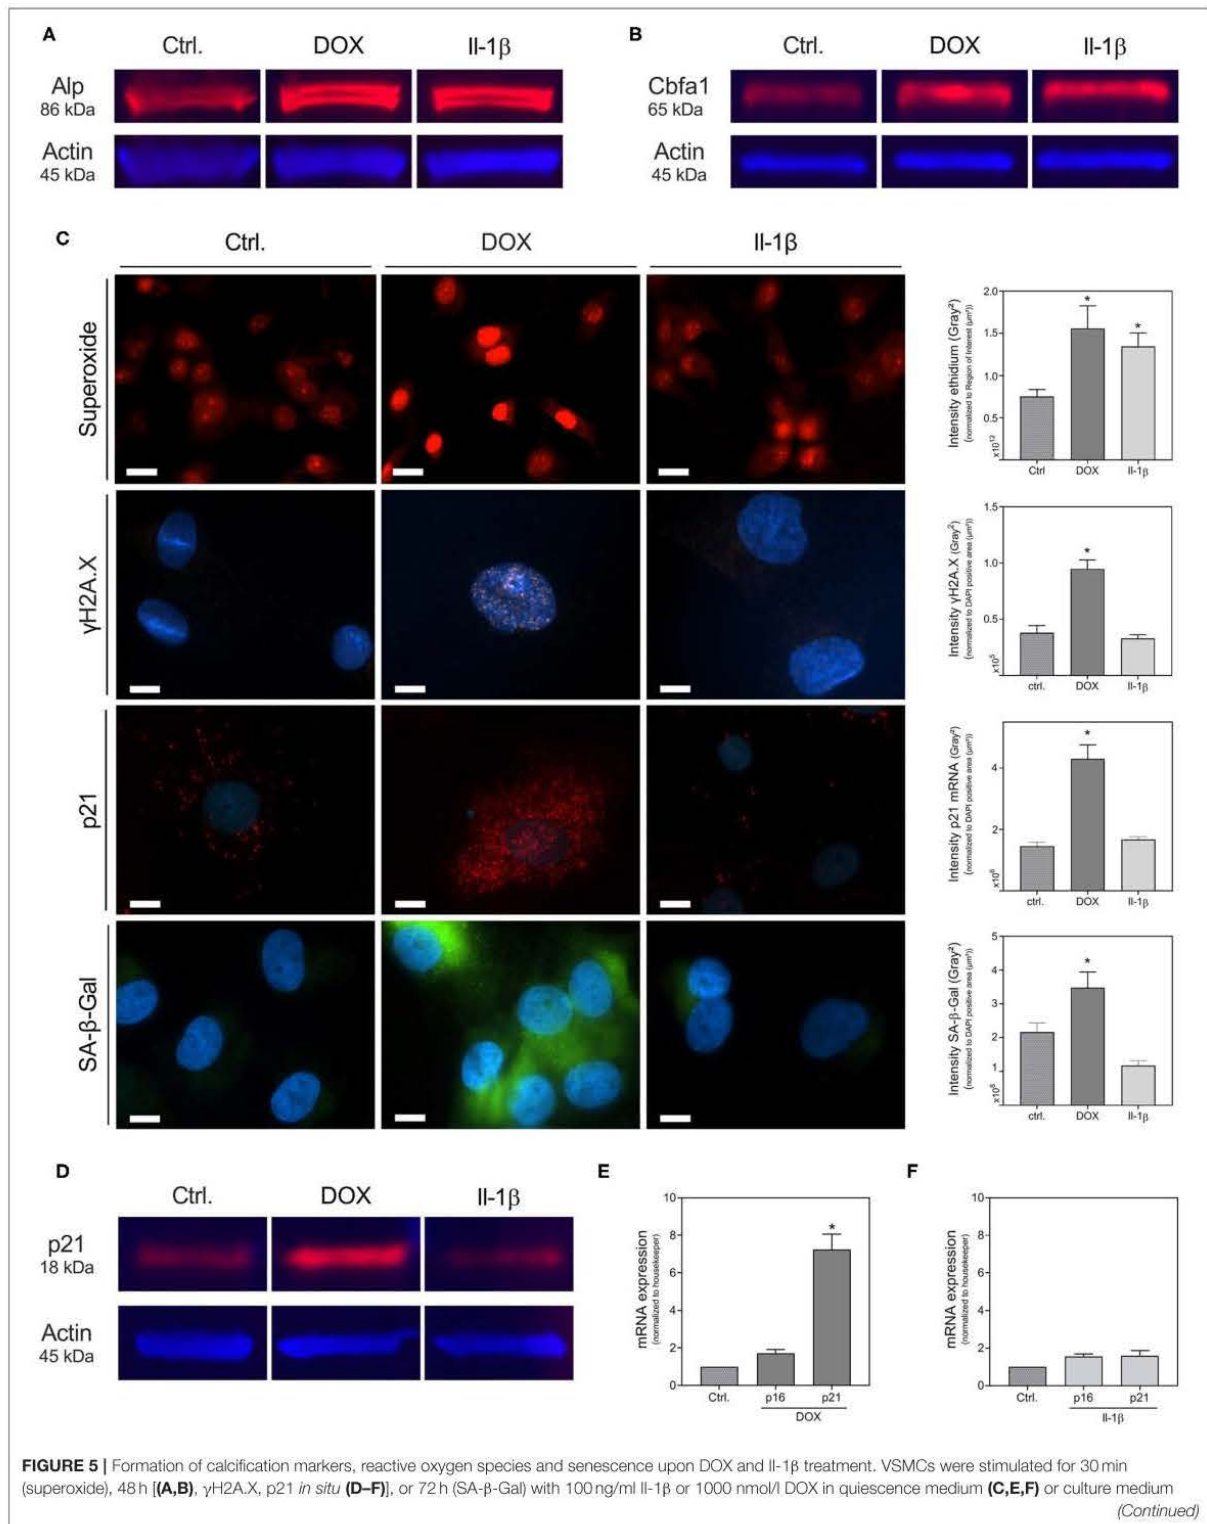 A
Ctrl.
DOX
Il-1β
Alp
86 kDa
Actin
45 kDa
B
Ctrl.
DOX
Il-1β
Cbfa1
65 kDa
Actin
45 kDa
C
Ctrl.
DOX
Il-1β
Superoxide
Intensity ethidium (Gray²)
(normalized to Region of Interest (µm²))
2.0
1.5
1.0
0.5
x10¹²
*
*
Ctrl
DOX
Il-1β
γH2A.X
Intensity γH2A.X (Gray²)
(normalized to DAPI positive area (µm²))
1.5
1.0
0.5
x10⁵
*
ctrl.
DOX
Il-1β
p21
Intensity p21 mRNA (Gray²)
(normalized to DAPI positive area (µm²))
4
2
*
ctrl.
DOX
Il-1β
SA-β-Gal
Intensity SA-β-Gal (Gray²)
(normalized to DAPI positive area (µm²))
5
4
3
2
1
*
ctrl.
DOX
Il-1β
D
Ctrl.
DOX
Il-1β
p21
18 kDa
Actin
45 kDa
E
mRNA expression
(normalized to housekeeper)
10
8
6
4
2
0
*
Ctrl.
p16
p21
DOX
F
mRNA expression
(normalized to housekeeper)
10
8
6
4
2
0
Ctrl.
p16
p21
Il-1β
FIGURE 5 | Formation of calcification markers, reactive oxygen species and senescence upon DOX and Il-1β treatment. VSMCs were stimulated for 30 min
(superoxide), 48 h [(A,B), γH2A.X, p21 in situ (D–F)], or 72 h (SA-β-Gal) with 100 ng/ml Il-1β or 1000 nmol/l DOX in quiescence medium (C,E,F) or culture medium
(Continued)